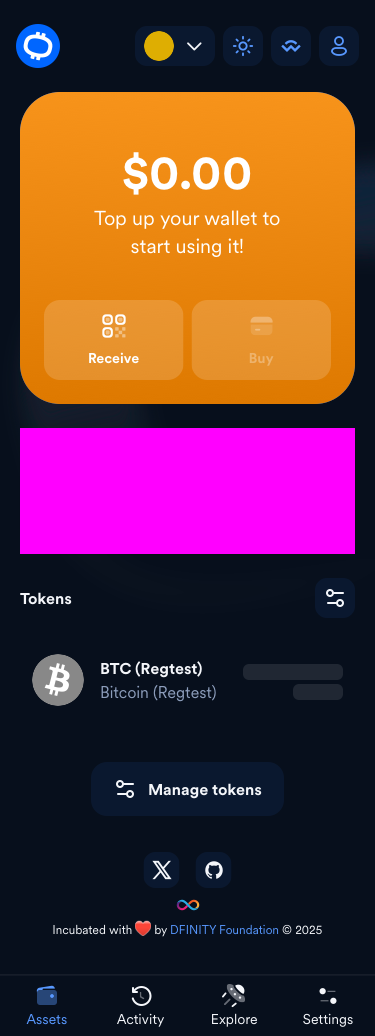 $0.00
Top up your wallet to
start using it!
Receive
Buy
Tokens
BTC (Regtest)
Bitcoin (Regtest)
Manage tokens
Incubated with ❤️ by DFINITY Foundation © 2025
Assets
Activity
Explore
Settings